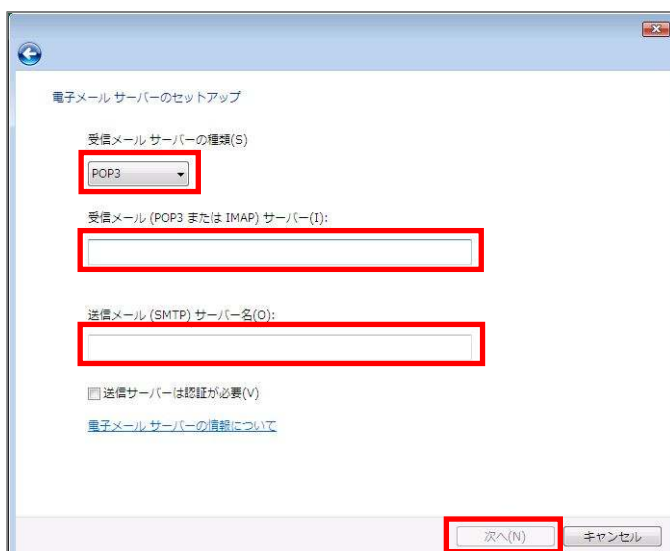 電子メール サーバーのセットアップ
受信メール サーバーの種類(S)
POP3
受信メール (POP3 または IMAP) サーバー(I):
送信メール (SMTP) サーバー名(O):
送信サーバーは認証が必要(V)
電子メール サーバーの情報について
次へ(N)
キャンセル